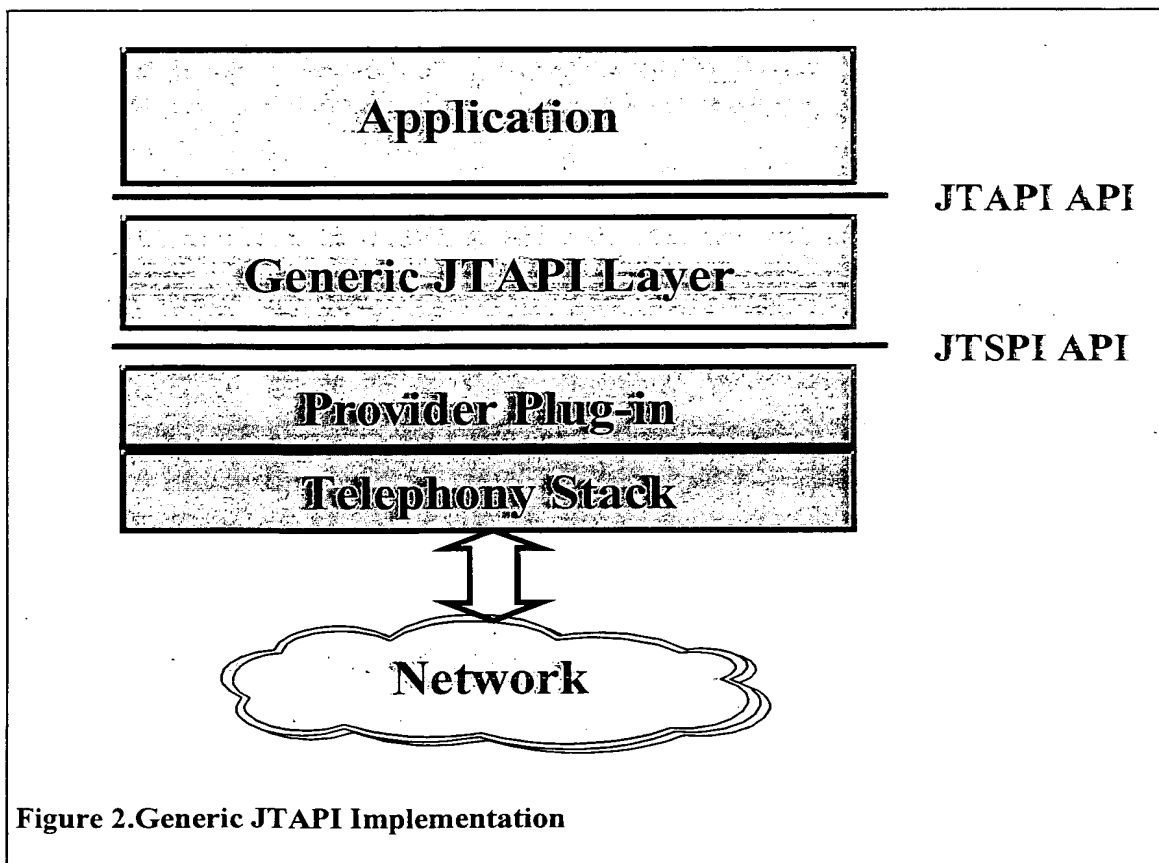 Application
JTAPI API
Generic JTAPI Layer
JTSPI API
Provider Plug-in
Telephony Stack
Network
Figure 2.Generic JTAPI Implementation